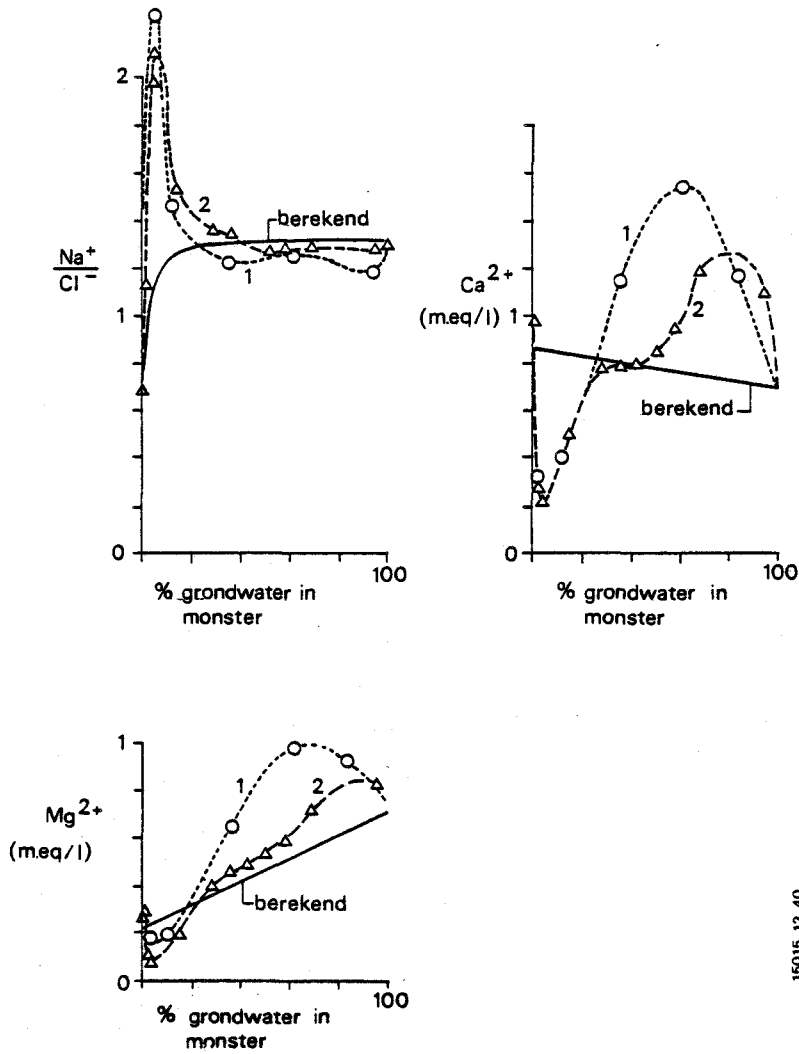 2
1
0
Na+
Cl-
2
1
berekend
100
% grondwater in
monster
Ca2+
(m.eq/l)
1
0
1
2
berekend
100
% grondwater in
monster
Mg2+
(m.eq/l)
1
0
1
2
berekend
100
% grondwater in
monster
15015-12-40